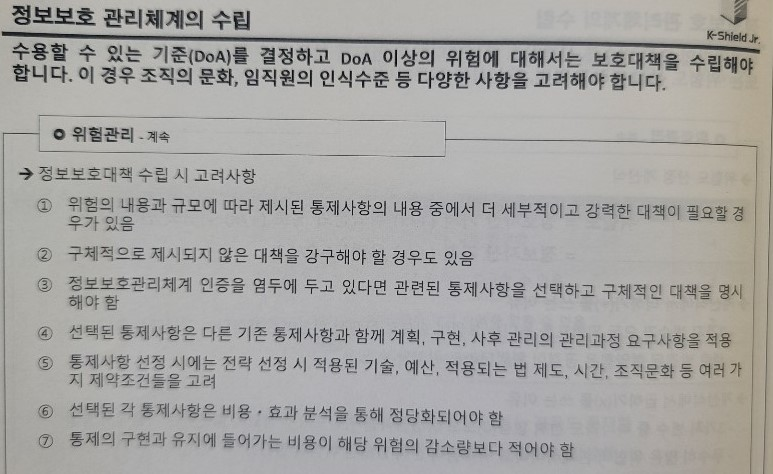 정보보호 관리체계의 수립
K-Shield Jr.
수용할 수 있는 기준(DoA)를 결정하고 DoA 이상의 위험에 대해서는 보호대책을 수립해야
합니다. 이 경우 조직의 문화, 임직원의 인식수준 등 다양한 사항을 고려해야 합니다.
위험관리 - 계속
→ 정보보호대책 수립 시 고려사항
① 위험의 내용과 규모에 따라 제시된 통제사항의 내용 중에서 더 세부적이고 강력한 대책이 필요할 경
우가 있음
② 구체적으로 제시되지 않은 대책을 강구해야 할 경우도 있음
③ 정보보호관리체계 인증을 염두에 두고 있다면 관련된 통제사항을 선택하고 구체적인 대책을 명시
해야 함
④ 선택된 통제사항은 다른 기존 통제사항과 함께 계획, 구현, 사후 관리의 관리과정 요구사항을 적용
⑤ 통제사항 선정 시에는 전략 선정 시 적용된 기술, 예산, 적용되는 법 제도, 시간, 조직문화 등 여러 가
지 제약조건들을 고려
⑥ 선택된 각 통제사항은 비용・효과 분석을 통해 정당화되어야 함
⑦ 통제의 구현과 유지에 들어가는 비용이 해당 위험의 감소량보다 적어야 함